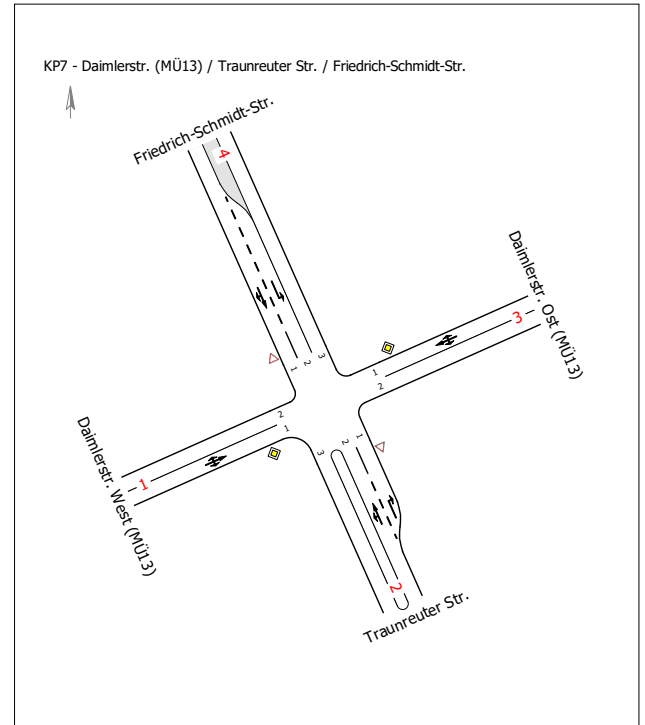 KP7 - Daimlerstr. (MÜ13) / Traunreuter Str. / Friedrich-Schmidt-Str.
Friedrich-Schmidt-Str.
4
Daimlerstr. Ost (MÜ13)
3
1
2
3
1
2
Daimlerstr. West (MÜ13)
1
2
1
3
2
1
2
Traunreuter Str.